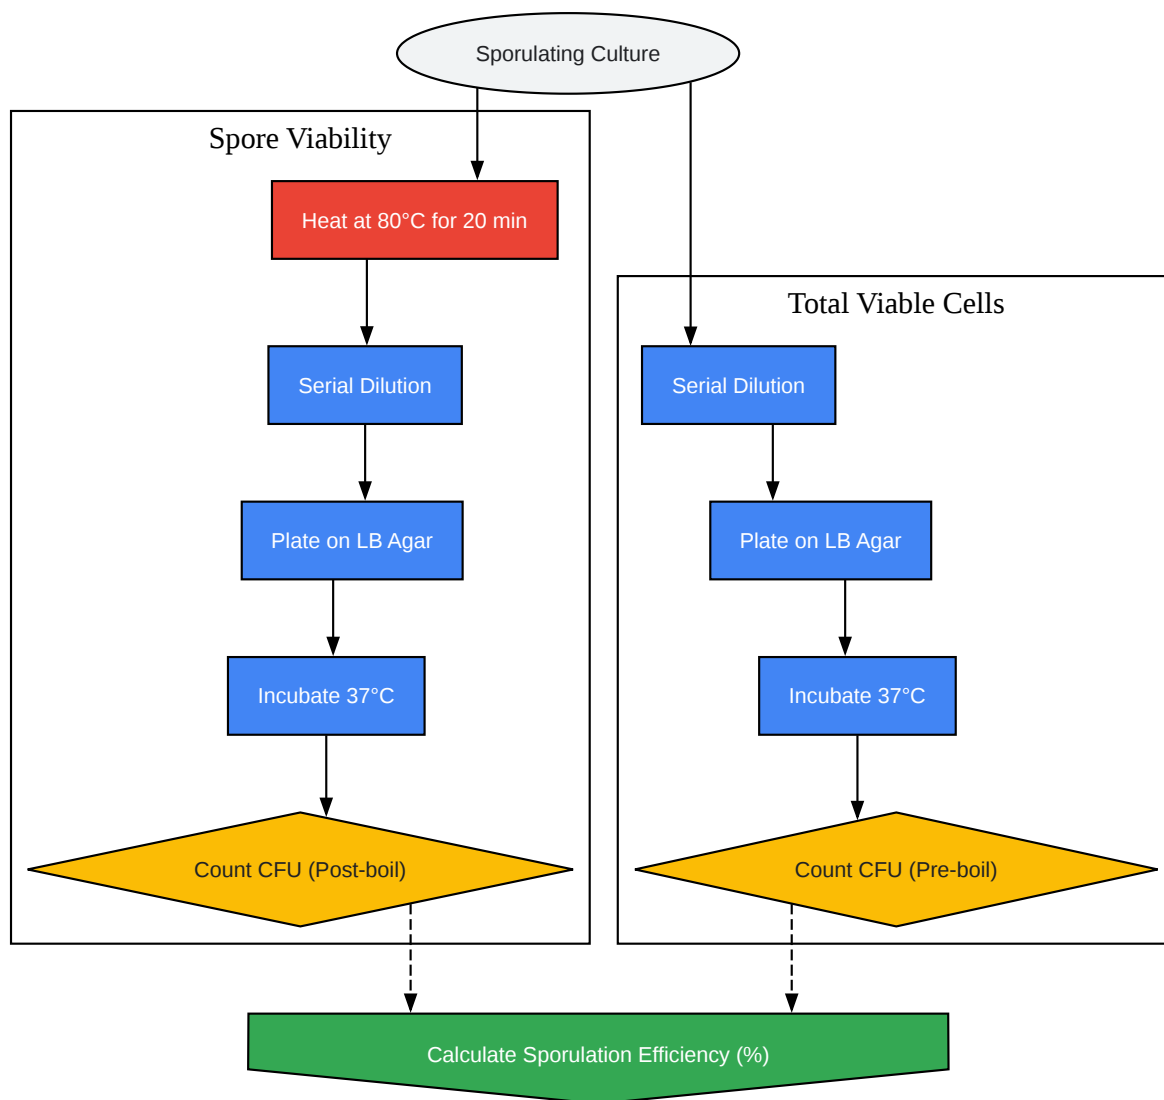 Sporulating Culture
Spore Viability
Heat at 80°C for 20 min
Serial Dilution
Plate on LB Agar
Incubate 37°C
Count CFU (Post-boil)
Total Viable Cells
Serial Dilution
Plate on LB Agar
Incubate 37°C
Count CFU (Pre-boil)
Calculate Sporulation Efficiency (%)